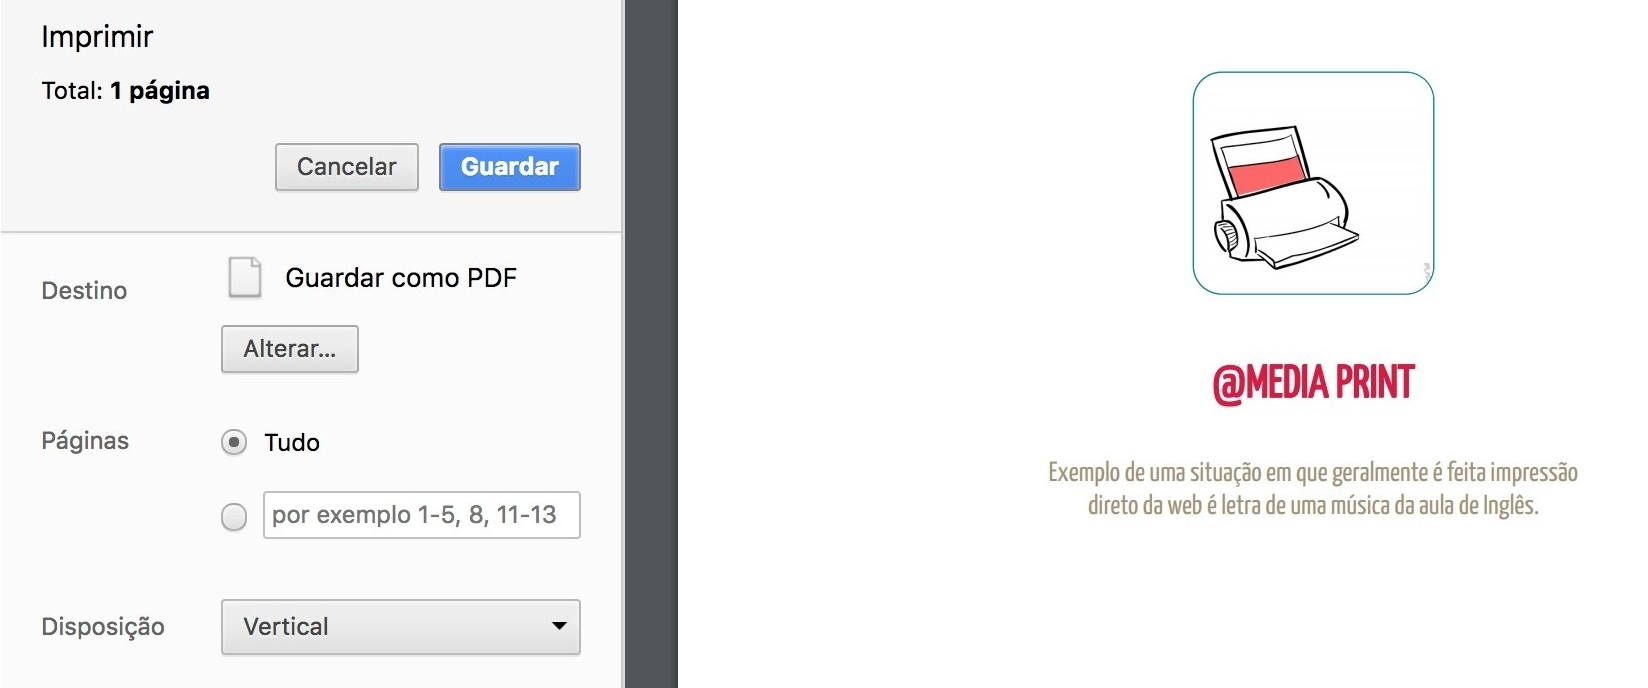 Imprimir
Total: 1 página
Cancelar
Guardar
Destino
Guardar como PDF
Alterar...
Páginas
Tudo
por exemplo 1-5, 8, 11-13
Disposição
Vertical
@MEDIA PRINT
Exemplo de uma situação em que geralmente é feita impressão
direto da web é letra de uma música da aula de Inglês.